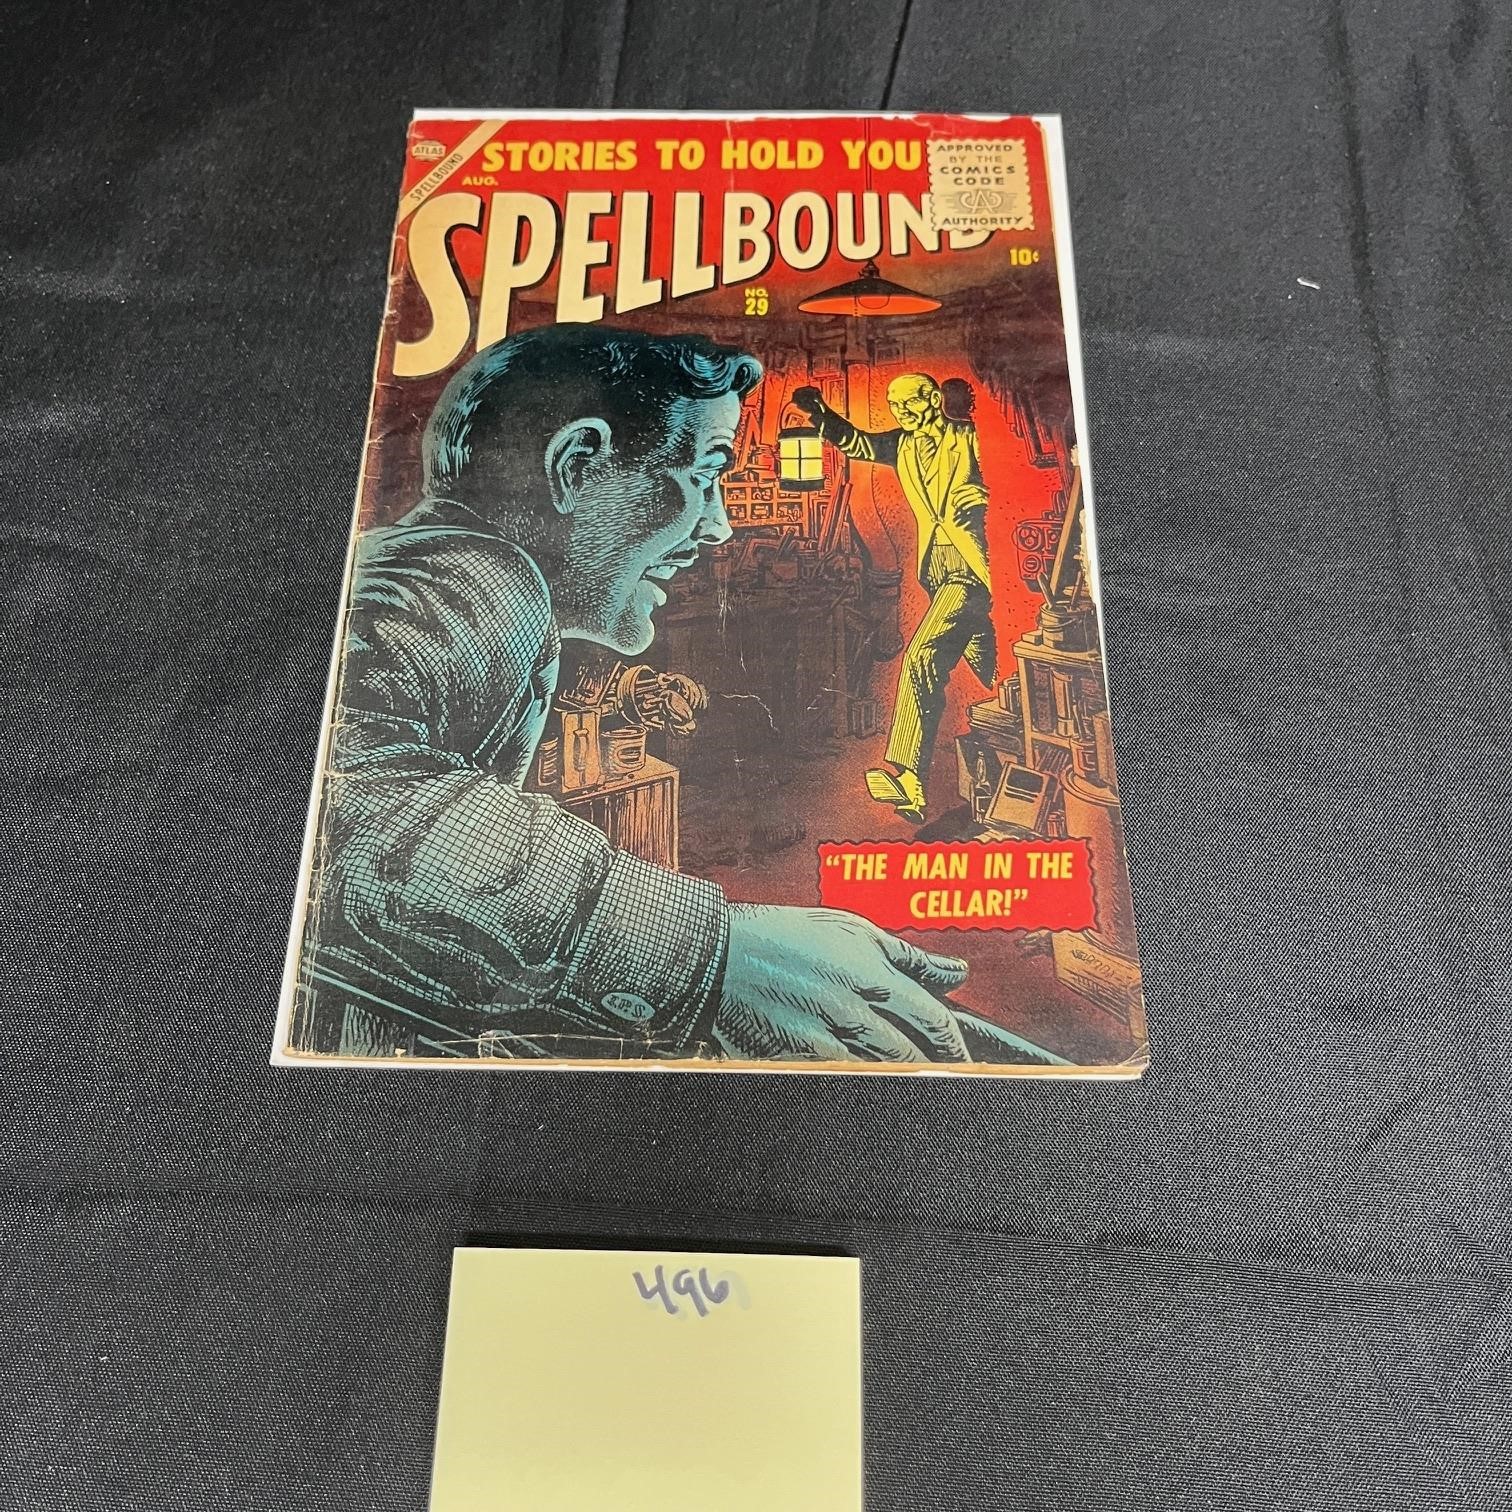 ATLAS
SPELLBOUND
STORIES TO HOLD YOU
AUG.
SPELLBOUND
APPROVED
BY THE
COMICS
CODE
CA
AUTHORITY
10¢
NO.
29
"THE MAN IN THE
CELLAR!"
496